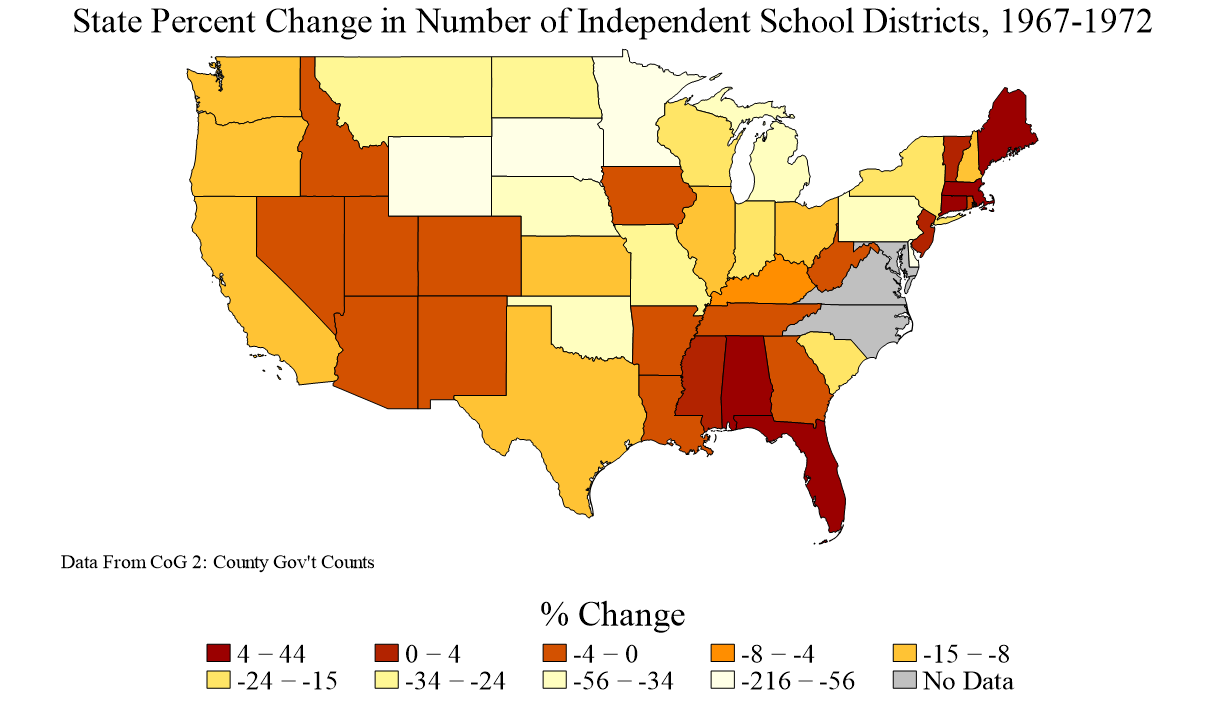 State Percent Change in Number of Independent School Districts, 1967-1972
Data From CoG 2: County Gov't Counts
% Change
4 – 44
0 – 4
-4 – 0
-8 – -4
-15 – -8
-24 – -15
-34 – -24
-56 – -34
-216 – -56
No Data